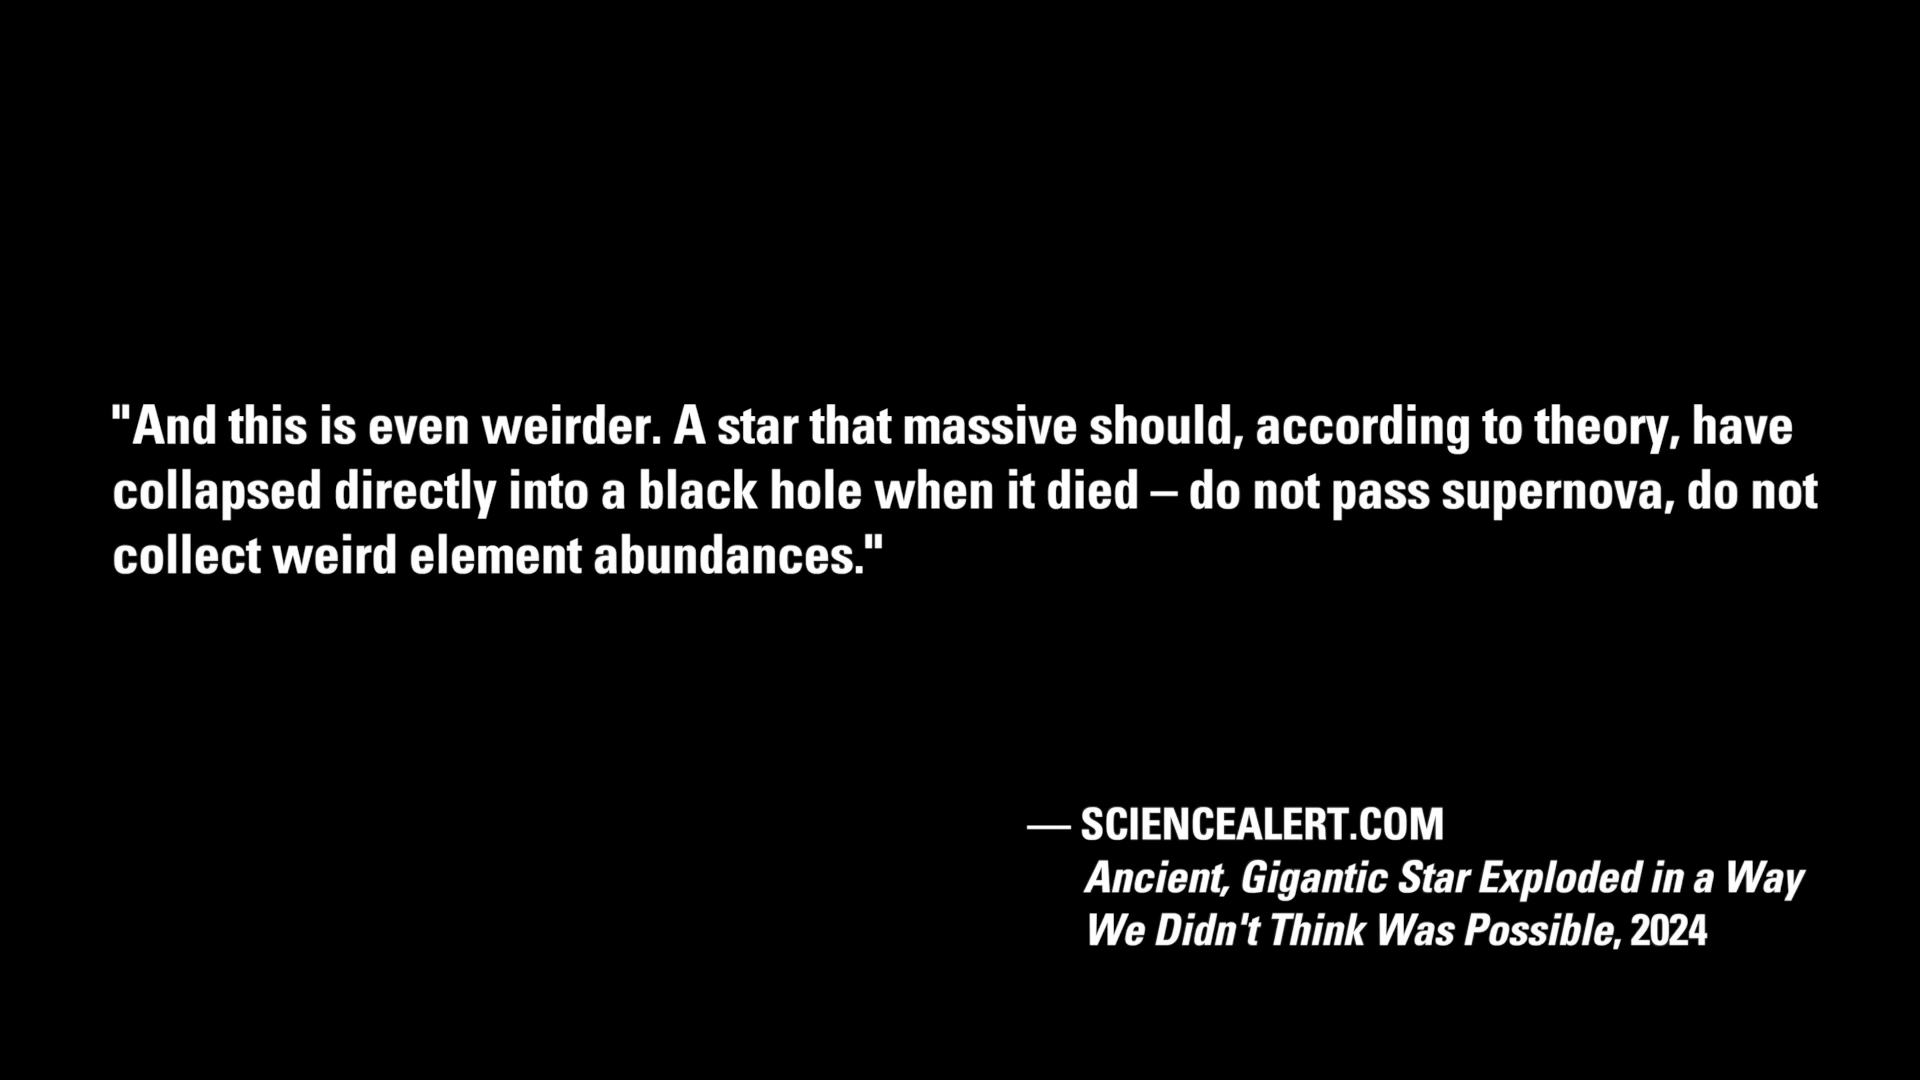 "And this is even weirder. A star that massive should, according to theory, have
collapsed directly into a black hole when it died – do not pass supernova, do not
collect weird element abundances."
— SCIENCEALERT.COM
Ancient, Gigantic Star Exploded in a Way
We Didn't Think Was Possible, 2024